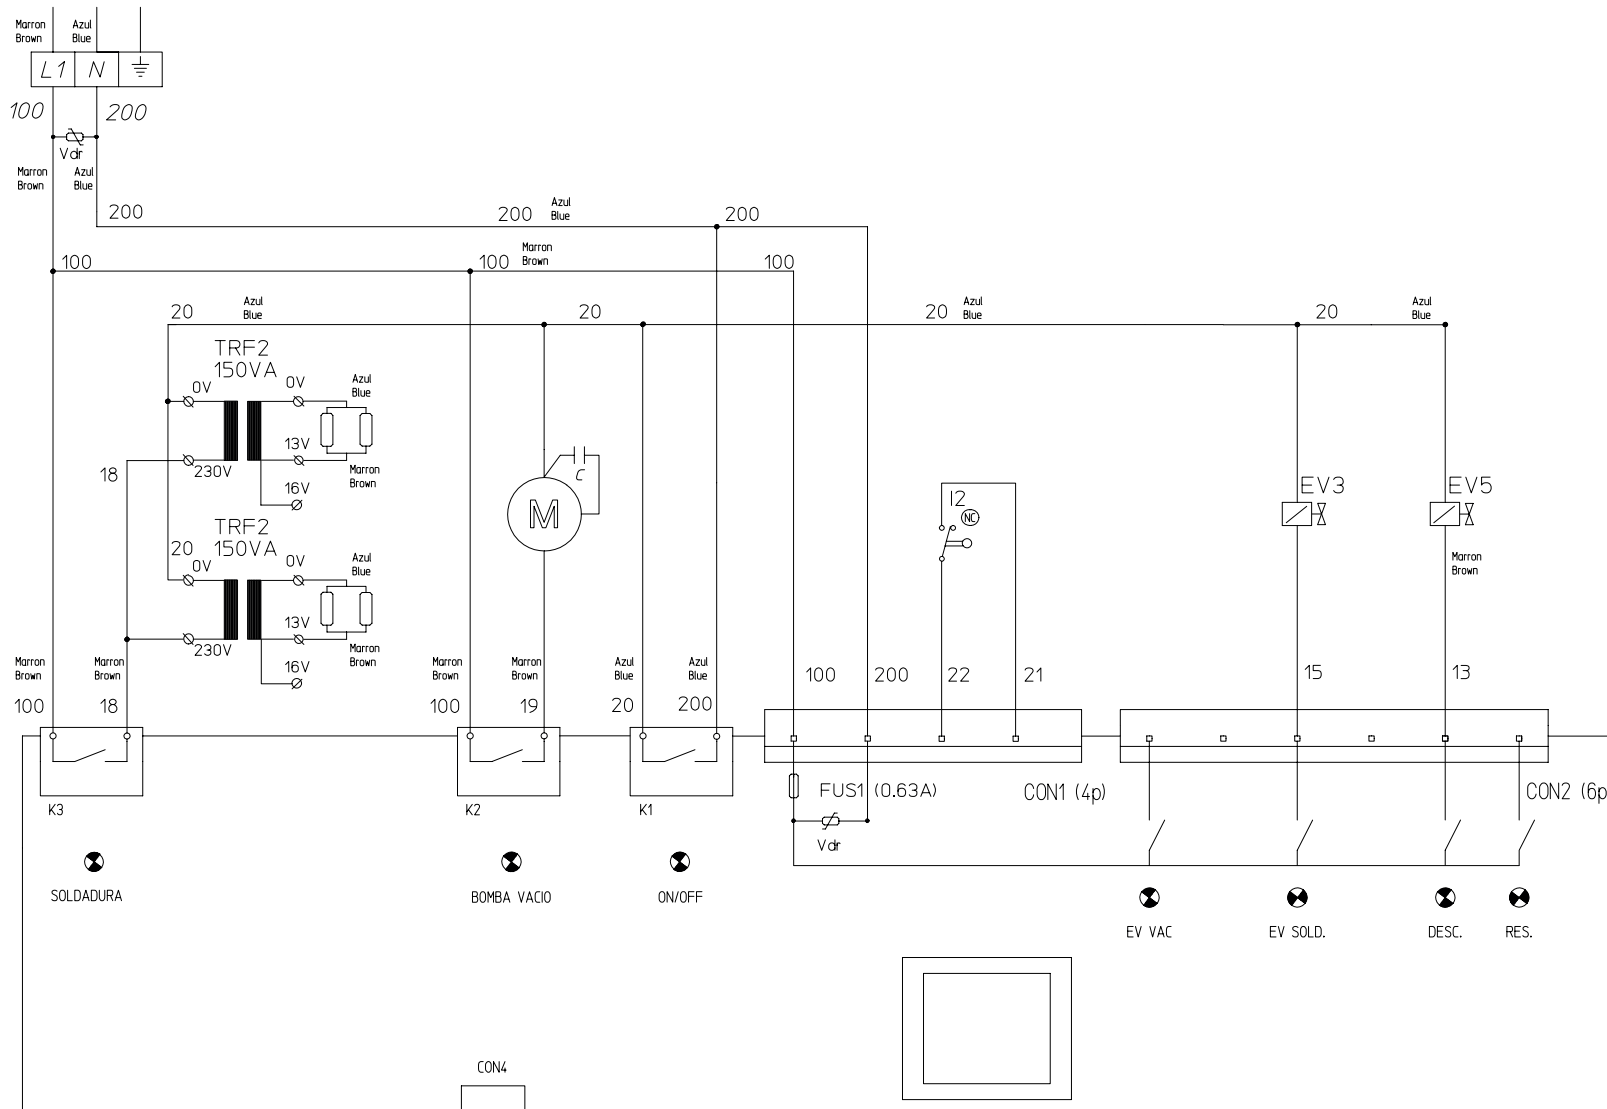 Marron
Brown
Azul
Blue
L1
N
100
200
Vdr
Marron
Brown
Azul
Blue
200
200
Azul
Blue
200
100
100
Marron
Brown
100
20
Azul
Blue
20
20
Azul
Blue
20
Azul
Blue
TRF2
150VA
0V
0V
Azul
Blue
13V
230V
18
Marron
Brown
16V
C
M
I2
NC
EV3
EV5
TRF2
150VA
20
0V
0V
Azul
Blue
Marron
Brown
13V
230V
Marron
Brown
16V
Marron
Brown
Marron
Brown
Marron
Brown
Marron
Brown
Azul
Blue
Azul
Blue
100
200
22
21
15
13
100
18
100
19
20
200
K3
K2
K1
FUS1 (0.63A)
CON1 (4p)
CON2 (6p
Vdr
SOLDADURA
BOMBA VACIO
ON/OFF
EV VAC
EV SOLD.
DESC.
RES.
CON4